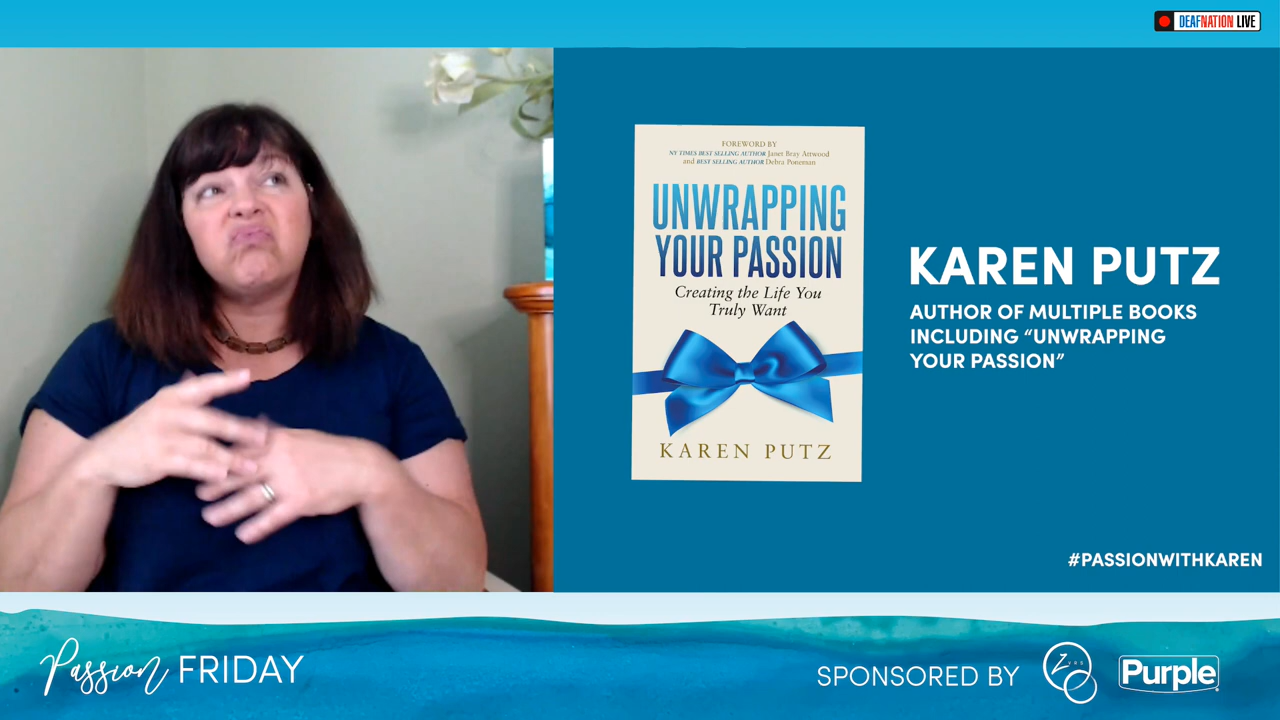 DEAFNATION LIVE
FOREWORD BY
NY TIMES BEST SELLING AUTHOR Janet Bray Attwood
and BEST SELLING AUTHOR Debra Poneman
UNWRAPPING
YOUR PASSION
Creating the Life You
Truly Want
KAREN PUTZ
KAREN PUTZ
AUTHOR OF MULTIPLE BOOKS
INCLUDING “UNWRAPPING
YOUR PASSION”
#PASSIONWITHKAREN
Passion FRIDAY
SPONSORED BY
ZVRS
Purple